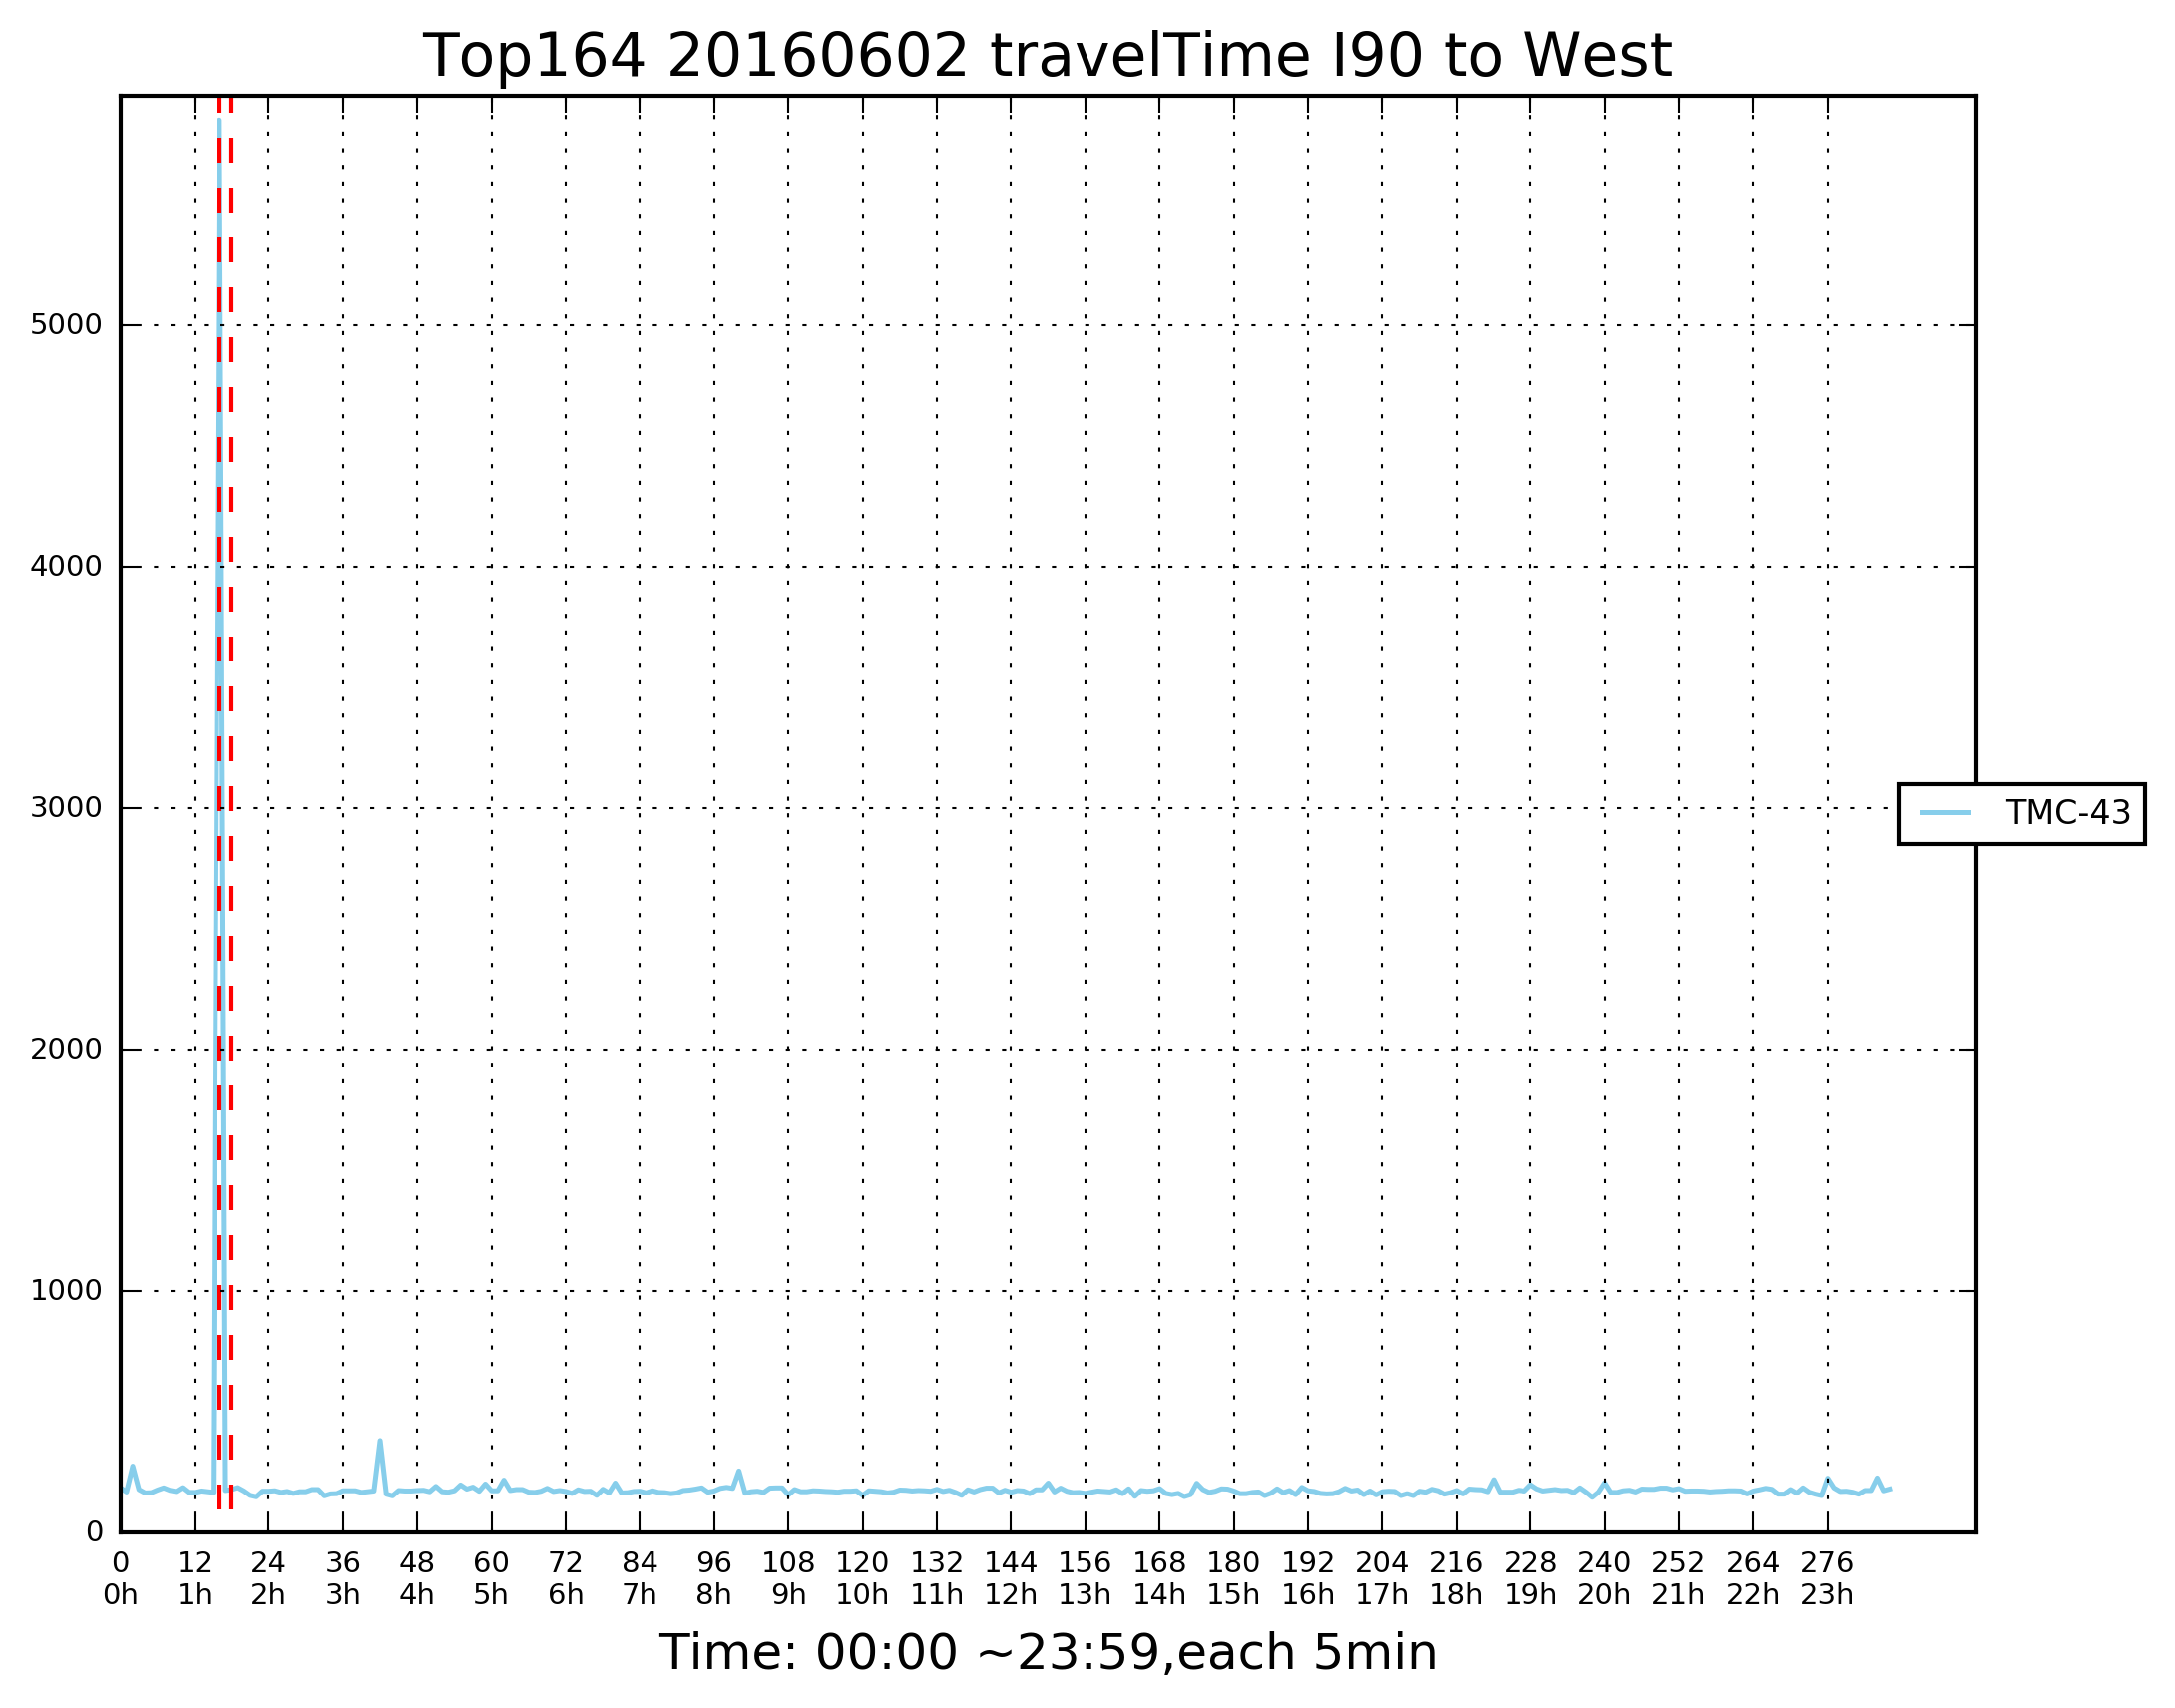 Top164 20160602 travelTime I90 to West
5000
4000
3000
2000
1000
0
TMC-43
0 12 24 36 48 60 72 84 96 108 120 132 144 156 168 180 192 204 216 228 240 252 264 276
0h 1h 2h 3h 4h 5h 6h 7h 8h 9h 10h 11h 12h 13h 14h 15h 16h 17h 18h 19h 20h 21h 22h 23h
Time: 00:00 ~23:59,each 5min